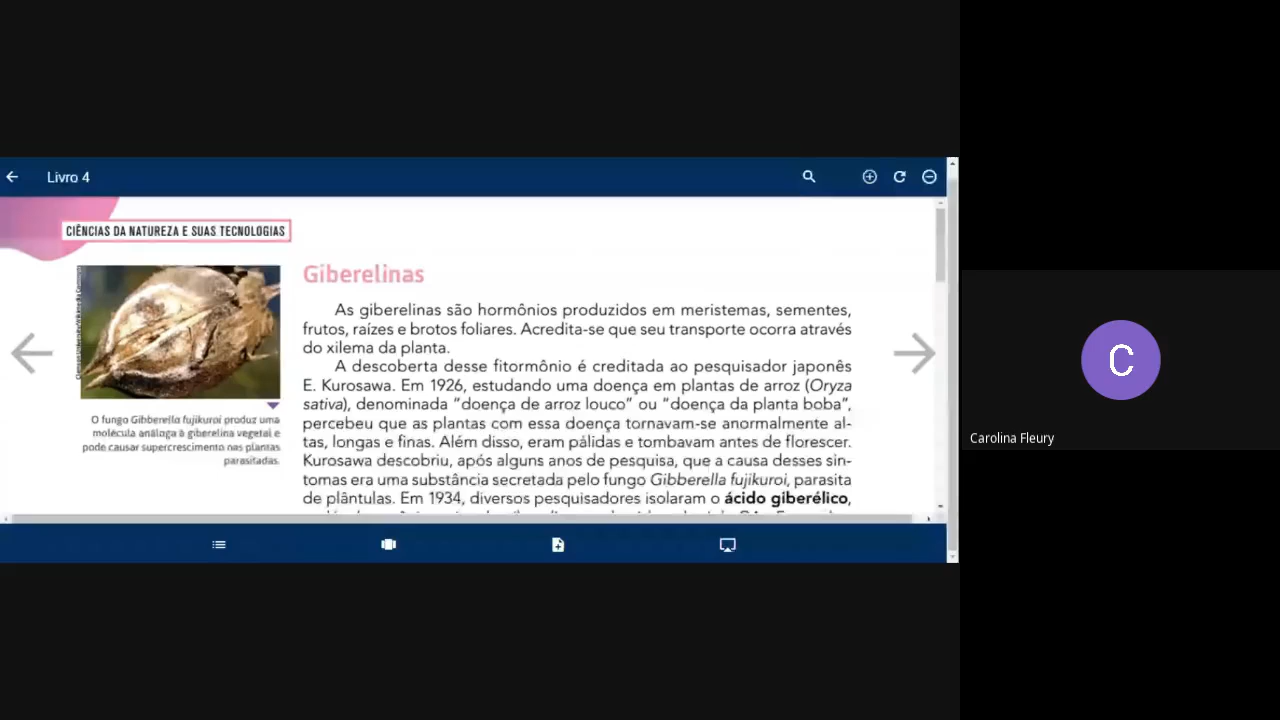 Livro 4
CIÊNCIAS DA NATUREZA E SUAS TECNOLOGIAS
O fungo Gibberella fujikuroi produz uma
molécula análoga à giberelina vegetal e
pode causar supercrescimento nas plantas
parasitadas.
Giberelinas
As giberelinas são hormônios produzidos em meristemas, sementes,
frutos, raízes e brotos foliares. Acredita-se que seu transporte ocorra através
do xilema da planta.
A descoberta desse fitormônio é creditada ao pesquisador japonês
E. Kurosawa. Em 1926, estudando uma doença em plantas de arroz (Oryza
sativa), denominada "doença de arroz louco" ou "doença da planta boba",
percebeu que as plantas com essa doença tornavam-se anormalmente al-
tas, longas e finas. Além disso, eram pálidas e tombavam antes de florescer.
Kurosawa descobriu, após alguns anos de pesquisa, que a causa desses sin-
tomas era uma substância secretada pelo fungo Gibberella fujikuroi, parasita
de plântulas. Em 1934, diversos pesquisadores isolaram o ácido giberélico,
C
Carolina Fleury